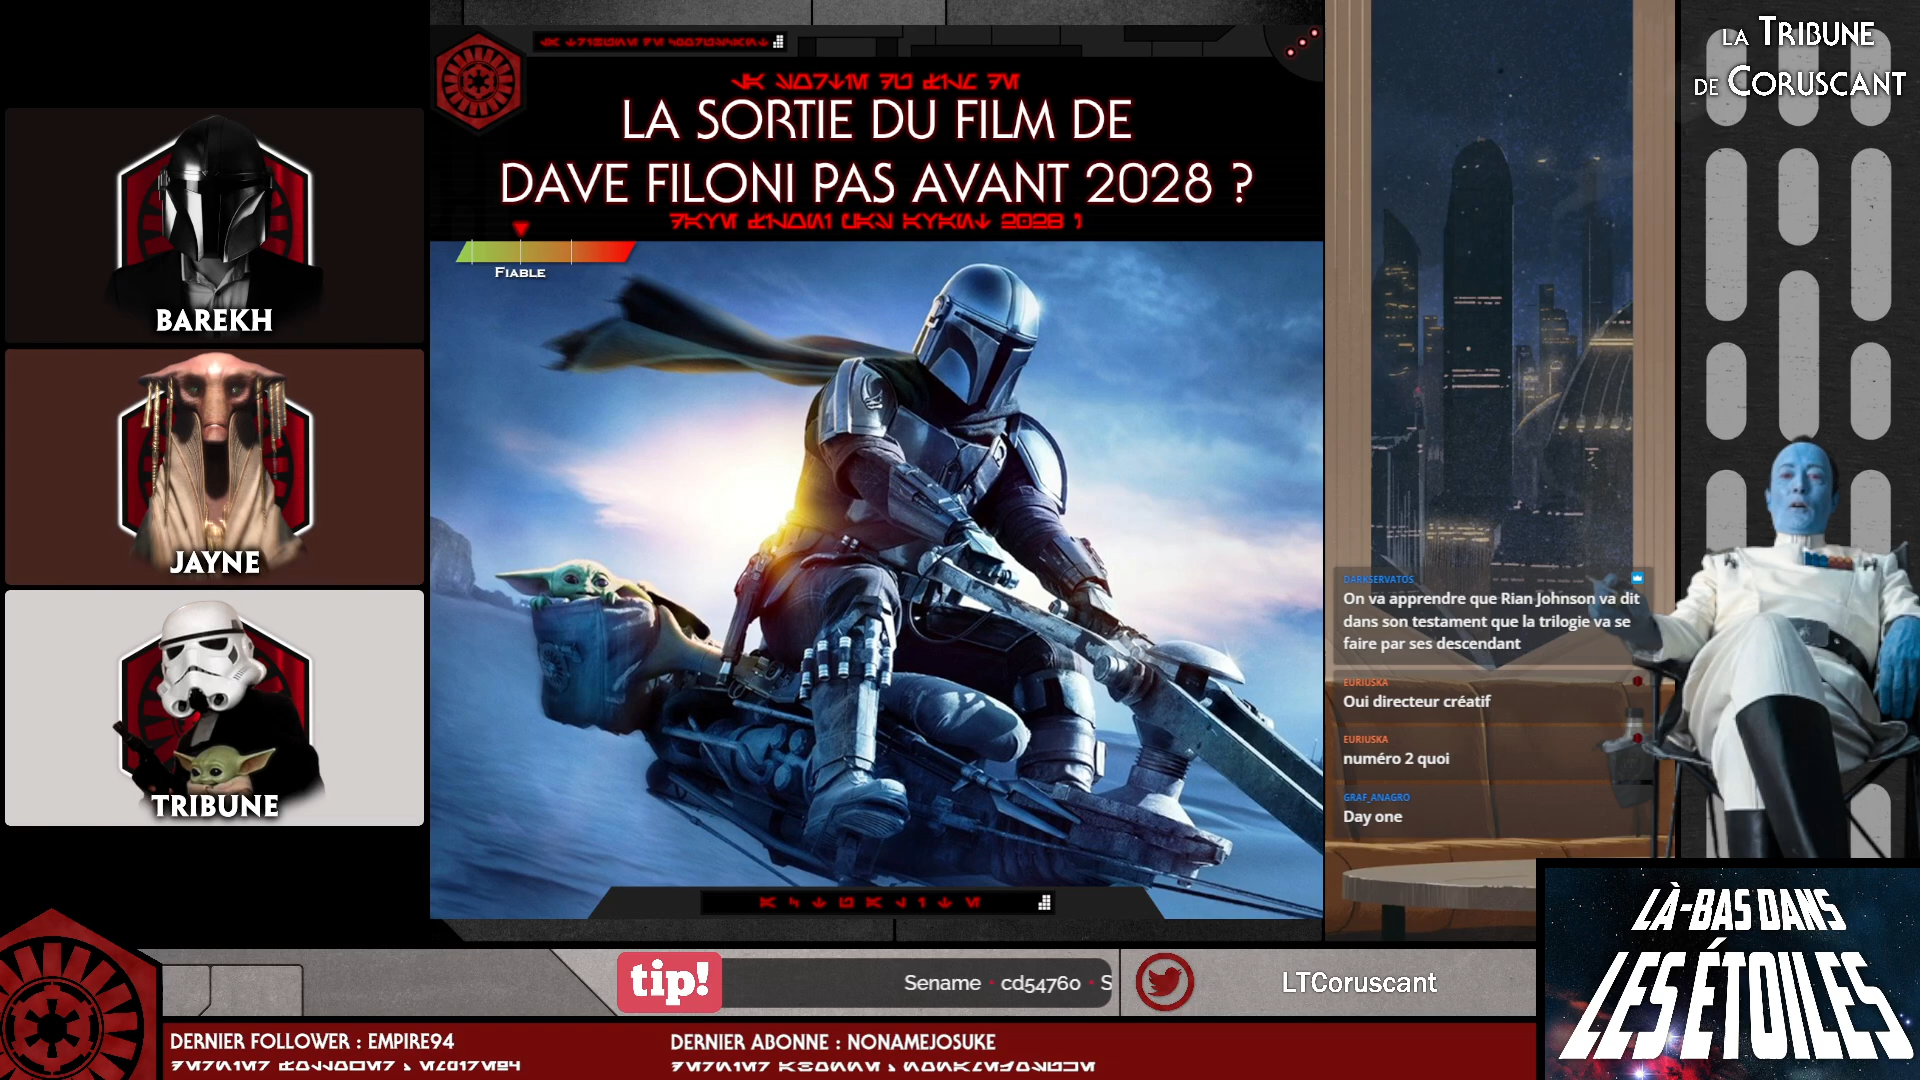 LA SORTIE DU FILM DE
DAVE FILONI PAS AVANT 2028 ?
FIABLE
BAREKH
JAYNE
TRIBUNE
LA TRIBUNE
DE CORUSCANT
DARKSERVATOS
On va apprendre que Rian Johnson va dit
dans son testament que la trilogie va se
faire par ses descendant
EURIUSKA
Oui directeur créatif
EURIUSKA
numéro 2 quoi
GRAF_ANAGRO
Day one
LÀ-BAS DANS
LES ÉTOILES
tip!
Sename • cd54760 • S
LTCoruscant
DERNIER FOLLOWER : EMPIRE94
DERNIER ABONNE : NONAMEJOSUKE